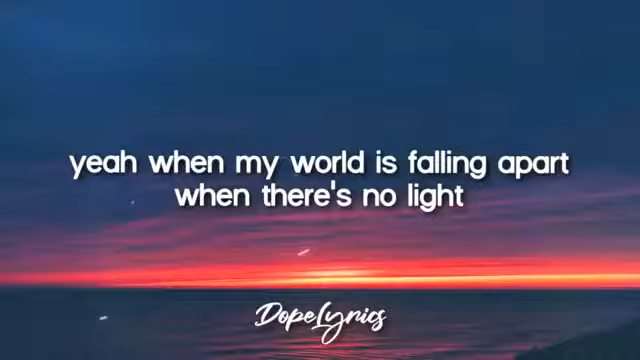 yeah when my world is falling apart
when there's no light
DopeLyrics